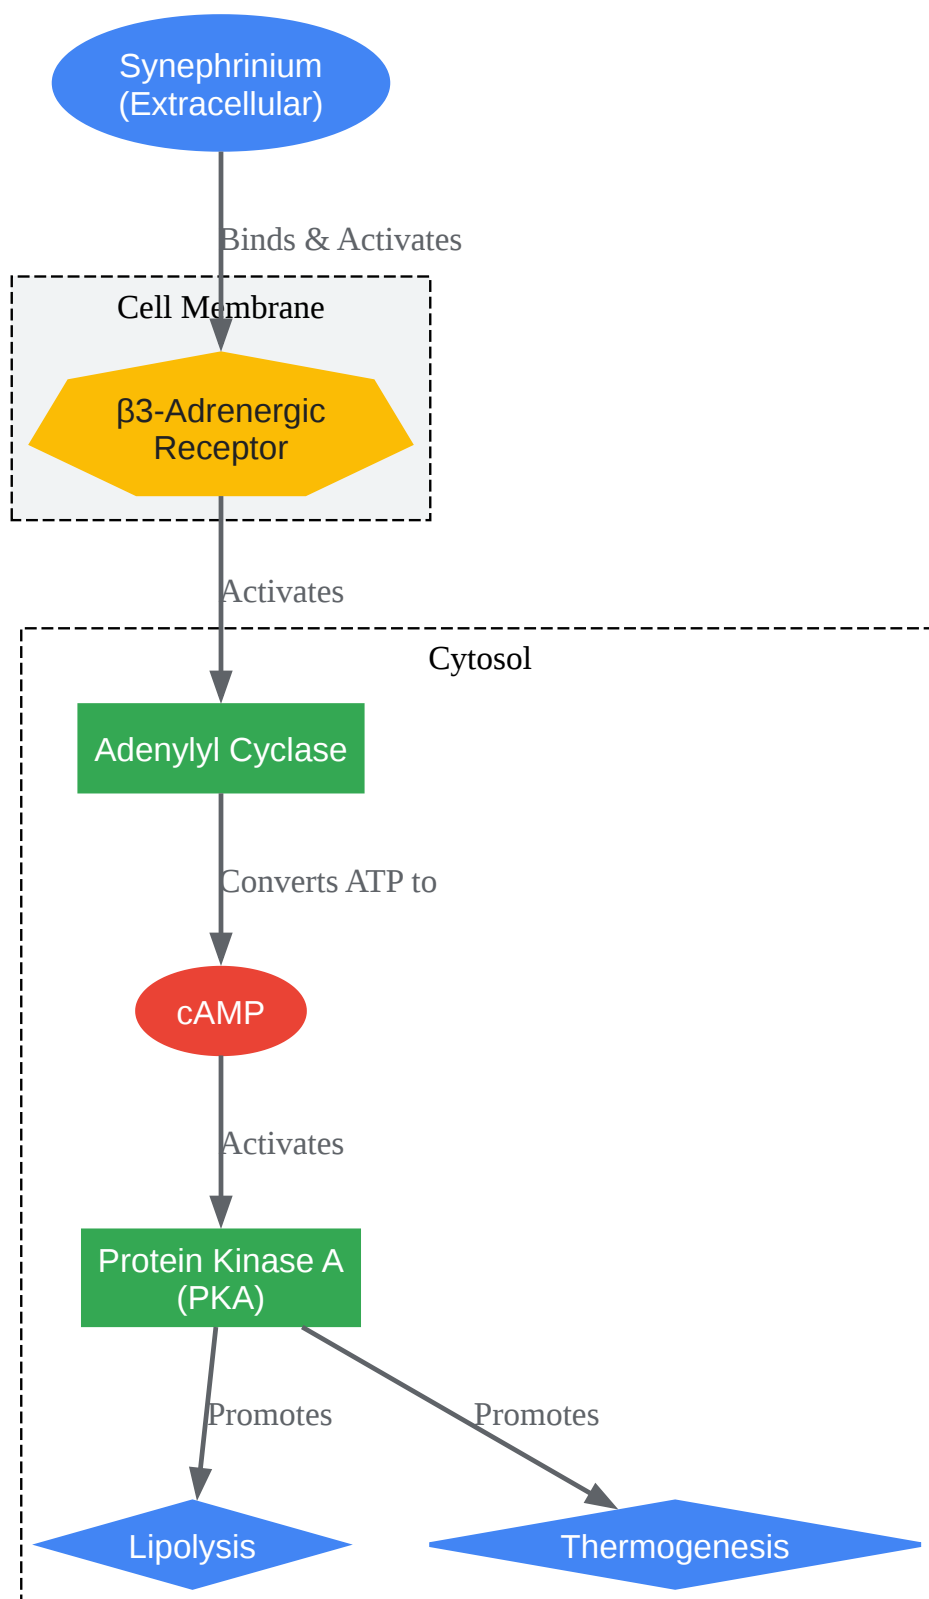 Synephrinium
(Extracellular)
Binds & Activates
Cell Membrane
β3-Adrenergic
Receptor
Activates
Cytosol
Adenylyl Cyclase
Converts ATP to
cAMP
Activates
Protein Kinase A
(PKA)
Promotes
Promotes
Lipolysis
Thermogenesis